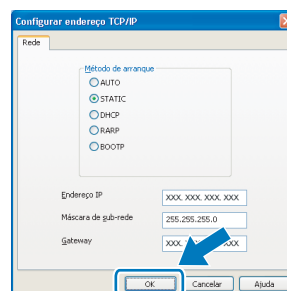 Configurar endereço TCP/IP
Rede
Método de arranque
AUTO
STATIC
DHCP
RARP
BOOTP
Endereço IP XXX. XXX. XXX. XXX
Máscara de sub-rede 255.255.255.0
Gateway XXX. XXX
OK Cancelar Ajuda